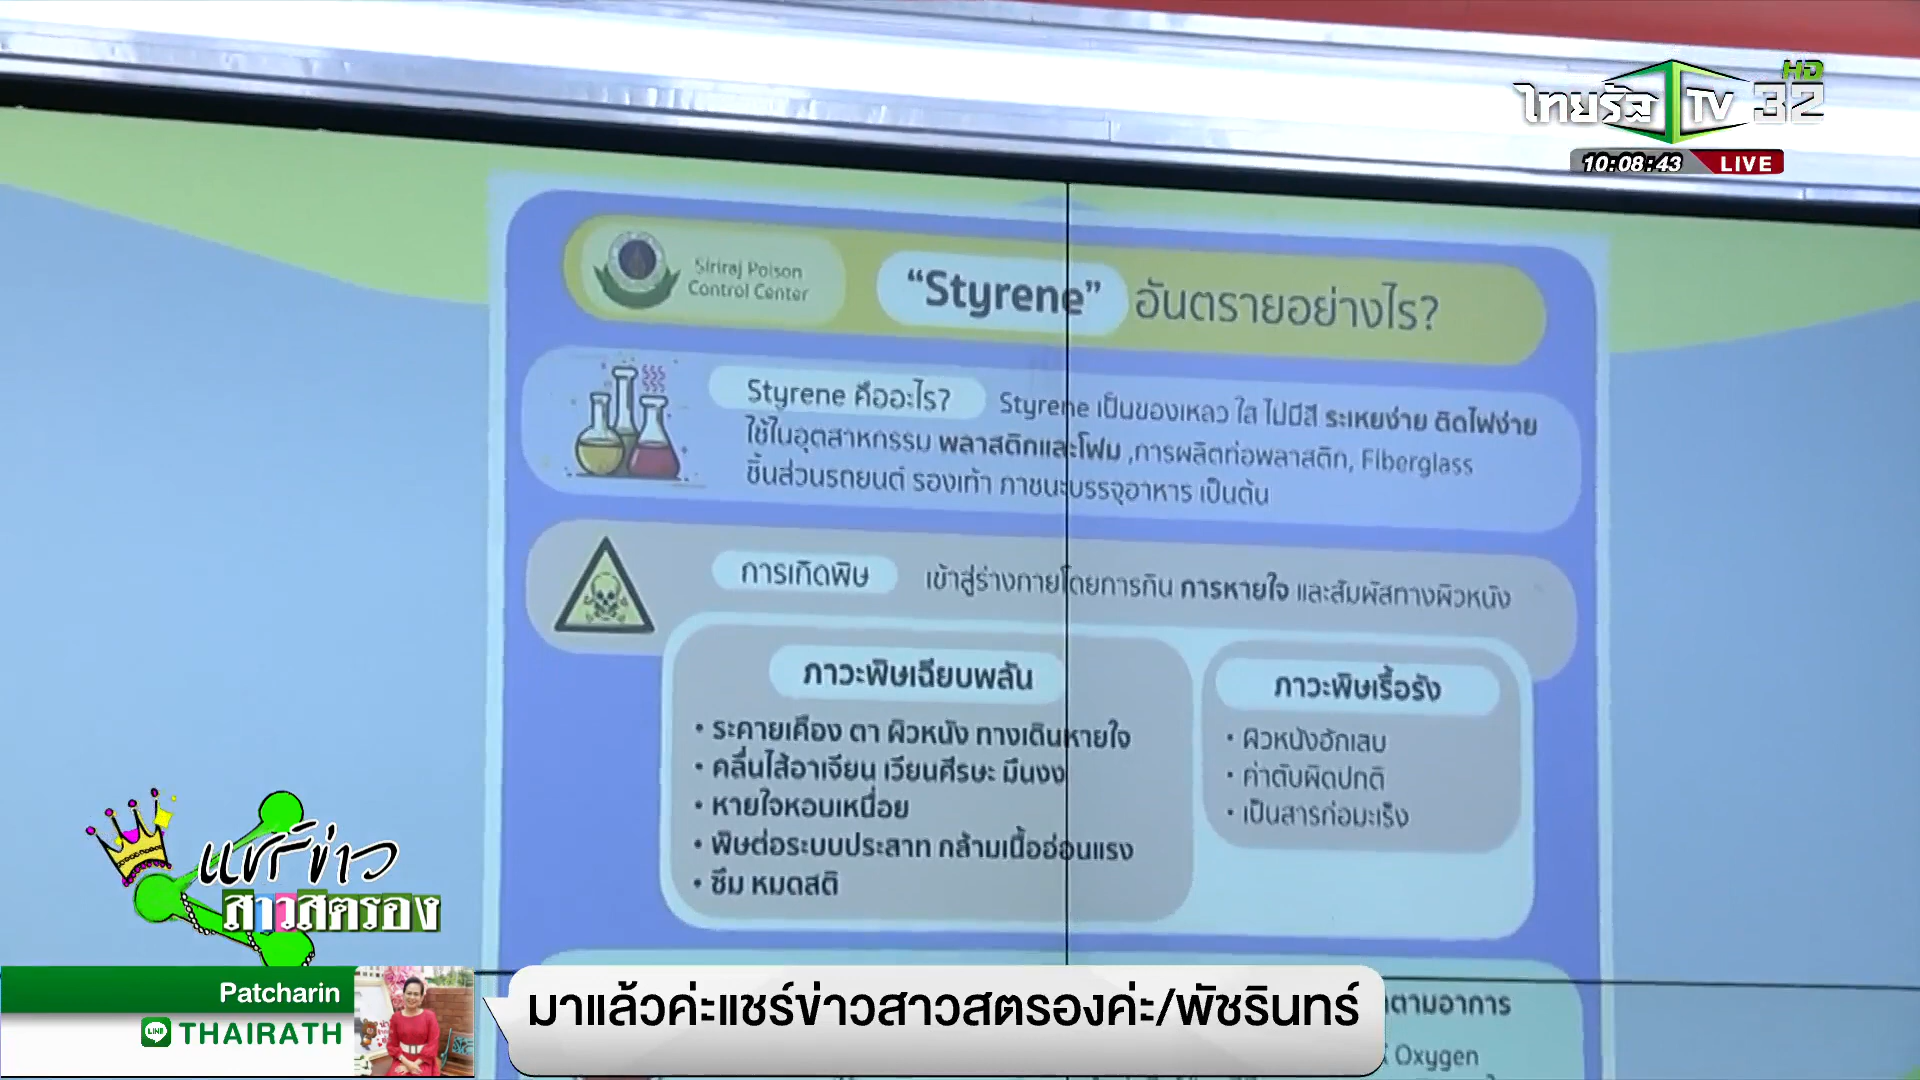 HD
ไทยรัฐ TV 32
10:08:43 LIVE
Siriraj Poison
Control Center
“Styrene” อันตรายอย่างไร?
Styrene คืออะไร? Styrene เป็นของเหลว ใส ไม่มีสี ระเหยง่าย ติดไฟง่าย
ใช้ในอุตสาหกรรม พลาสติกและโฟม ,การผลิตท่อพลาสติก, Fiberglass
ชิ้นส่วนรถยนต์ รองเท้า ภาชนะบรรจุอาหาร เป็นต้น
การเกิดพิษ เข้าสู่ร่างกายโดยการกิน การหายใจ และสัมผัสทางผิวหนัง
ภาวะพิษเฉียบพลัน
• ระคายเคือง ตา ผิวหนัง ทางเดินหายใจ
• คลื่นไส้อาเจียน เวียนศีรษะ มึนงง
• หายใจหอบเหนื่อย
• พิษต่อระบบประสาท กล้ามเนื้ออ่อนแรง
• ซึม หมดสติ
ภาวะพิษเรื้อรัง
• ผิวหนังอักเสบ
• ค่าตับผิดปกติ
• เป็นสารก่อมะเร็ง
ตามอาการ
Oxygen
แชร์ข่าว
สาวสตรอง
Patcharin
LINE THAIRATH
มาแล้วค่ะแชร์ข่าวสาวสตรองค่ะ/พัชรินทร์